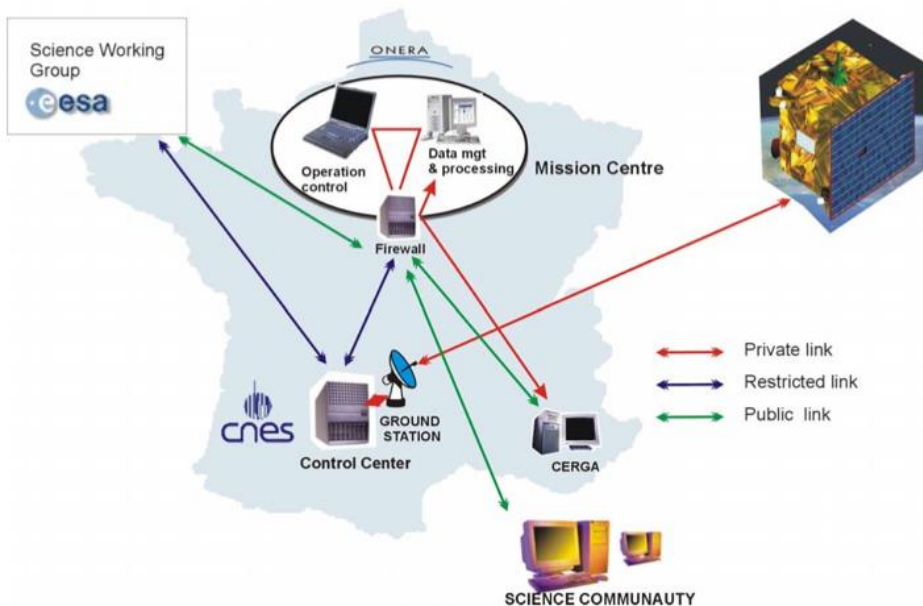 Science Working
Group
esa
ONERA
Operation
control
Data mgt
& processing
Mission Centre
Firewall
Private link
Restricted link
Public link
cnes
GROUND
STATION
Control Center
CERGA
SCIENCE COMMUNAUTY